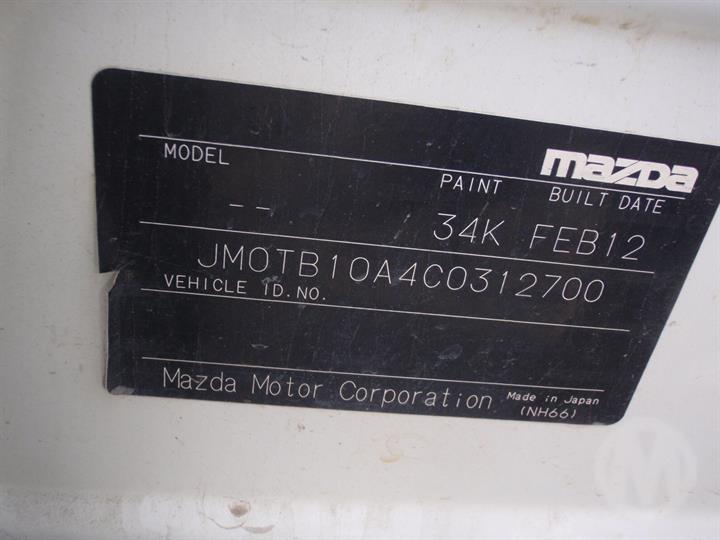 mazda
MODEL PAINT BUILT DATE
-- 34K FEB12
JM0TB10A4C0312700
VEHICLE ID.NO.
Mazda Motor Corporation Made in Japan
(NH66)
M